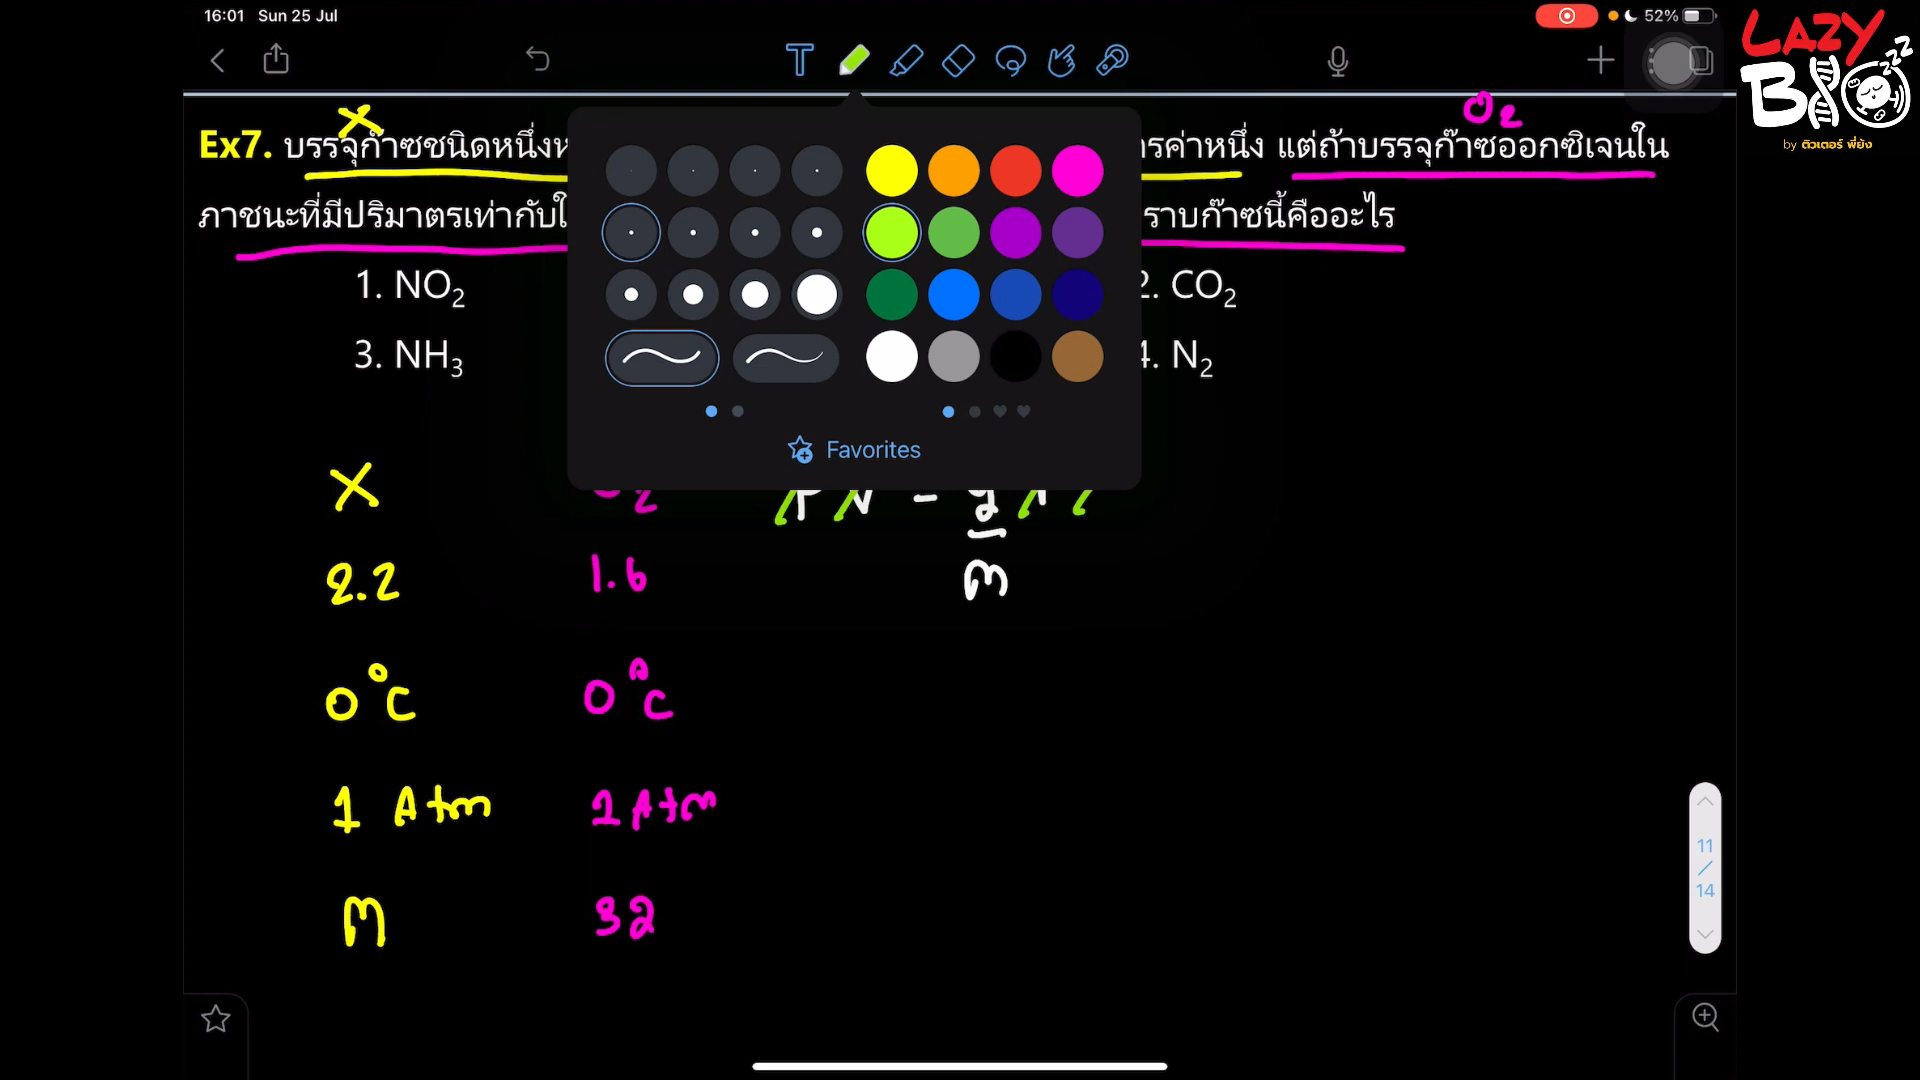 16:01 Sun 25 Jul
52%
LAZY
BIO zzz
by ติวเตอร์ พี่ยัง
X
O2
Ex7. บรรจุก๊าซชนิดหนึ่ง
ค่าหนึ่ง แต่ถ้าบรรจุก๊าซออกซิเจนใน
ภาชนะที่มีปริมาตรเท่ากับ
ราบก๊าซนี้คืออะไร
1. NO2
2. CO2
3. NH3
4. N2
Favorites
X
2.2 1.6
m
0°C 0°C
1 Atm 1 Atm
m 32
11
/
14